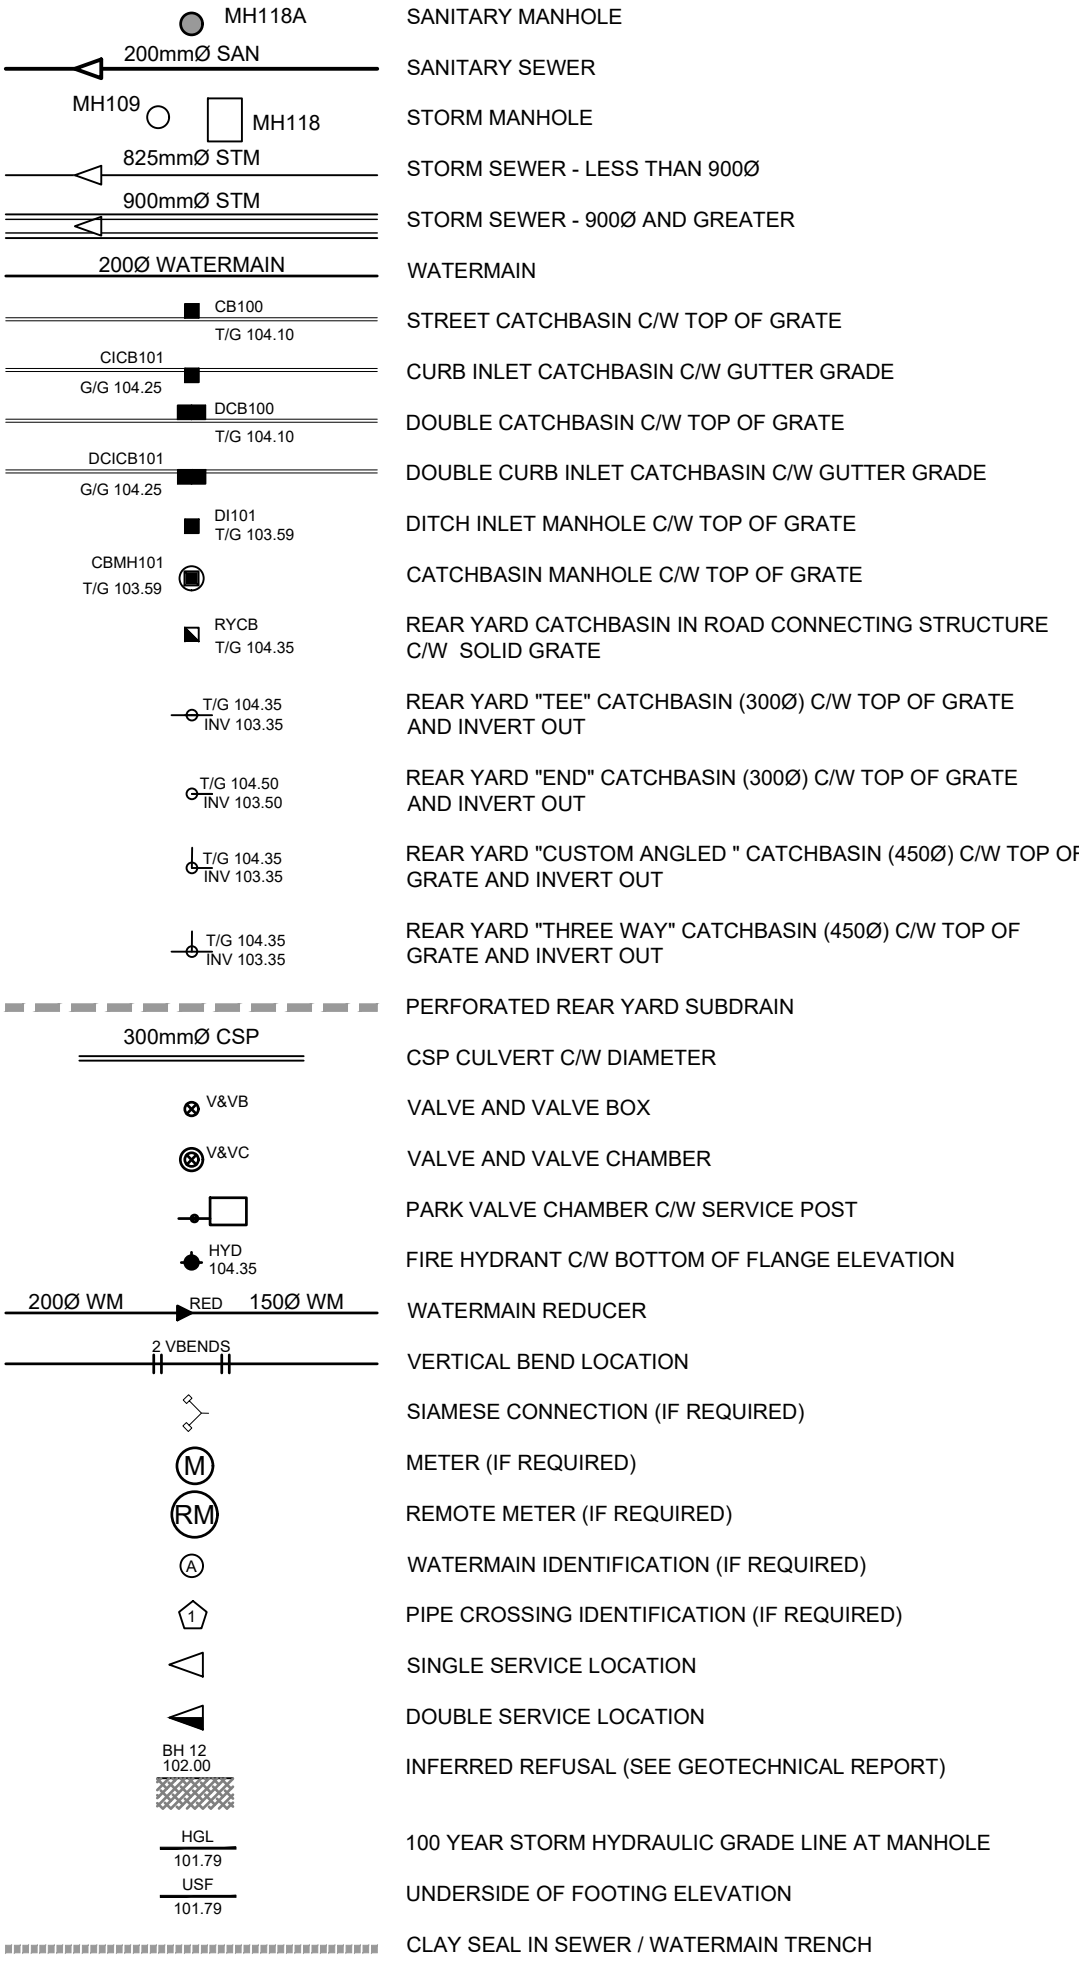 MH118A
SANITARY MANHOLE
200mmØ SAN
SANITARY SEWER
MH109
MH118
STORM MANHOLE
825mmØ STM
STORM SEWER - LESS THAN 900Ø
900mmØ STM
STORM SEWER - 900Ø AND GREATER
200Ø WATERMAIN
WATERMAIN
CB100
T/G 104.10
STREET CATCHBASIN C/W TOP OF GRATE
CICB101
G/G 104.25
CURB INLET CATCHBASIN C/W GUTTER GRADE
DCB100
T/G 104.10
DOUBLE CATCHBASIN C/W TOP OF GRATE
DCICB101
G/G 104.25
DOUBLE CURB INLET CATCHBASIN C/W GUTTER GRADE
DI101
T/G 103.59
DITCH INLET MANHOLE C/W TOP OF GRATE
CBMH101
T/G 103.59
CATCHBASIN MANHOLE C/W TOP OF GRATE
RYCB
T/G 104.35
REAR YARD CATCHBASIN IN ROAD CONNECTING STRUCTURE
C/W SOLID GRATE
T/G 104.35
INV 103.35
REAR YARD "TEE" CATCHBASIN (300Ø) C/W TOP OF GRATE
AND INVERT OUT
T/G 104.50
INV 103.50
REAR YARD "END" CATCHBASIN (300Ø) C/W TOP OF GRATE
AND INVERT OUT
T/G 104.35
INV 103.35
REAR YARD "CUSTOM ANGLED " CATCHBASIN (450Ø) C/W TOP OF
GRATE AND INVERT OUT
T/G 104.35
INV 103.35
REAR YARD "THREE WAY" CATCHBASIN (450Ø) C/W TOP OF
GRATE AND INVERT OUT
PERFORATED REAR YARD SUBDRAIN
300mmØ CSP
CSP CULVERT C/W DIAMETER
V&VB
VALVE AND VALVE BOX
V&VC
VALVE AND VALVE CHAMBER
PARK VALVE CHAMBER C/W SERVICE POST
HYD
104.35
FIRE HYDRANT C/W BOTTOM OF FLANGE ELEVATION
200Ø WM RED 150Ø WM
WATERMAIN REDUCER
2 VBENDS
VERTICAL BEND LOCATION
SIAMESE CONNECTION (IF REQUIRED)
M
METER (IF REQUIRED)
RM
REMOTE METER (IF REQUIRED)
A
WATERMAIN IDENTIFICATION (IF REQUIRED)
1
PIPE CROSSING IDENTIFICATION (IF REQUIRED)
SINGLE SERVICE LOCATION
DOUBLE SERVICE LOCATION
BH 12
102.00
INFERRED REFUSAL (SEE GEOTECHNICAL REPORT)
HGL
101.79
100 YEAR STORM HYDRAULIC GRADE LINE AT MANHOLE
USF
101.79
UNDERSIDE OF FOOTING ELEVATION
CLAY SEAL IN SEWER / WATERMAIN TRENCH